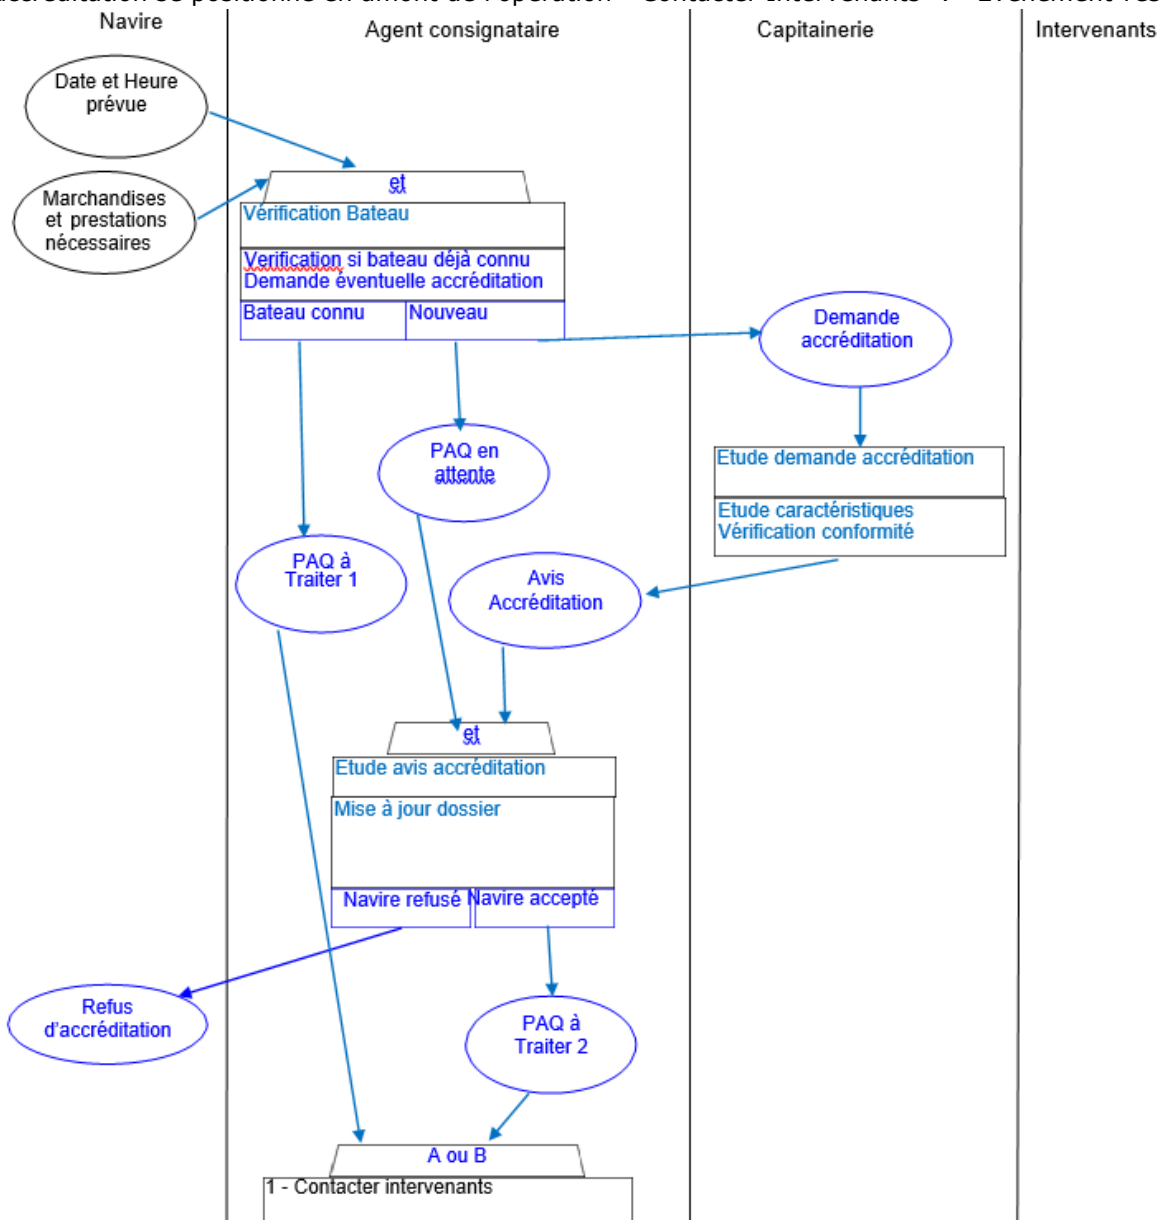 Navire
Agent consignataire
Capitainerie
Intervenants
Date et Heure
prévue
Marchandises
et prestations
nécessaires
et
Vérification Bateau
Verification si bateau déjà connu
Demande éventuelle accréditation
Bateau connu
Nouveau
Demande
accréditation
PAQ en
attente
Etude demande accréditation
Etude caractéristiques
Vérification conformité
PAQ à
Traiter 1
Avis
Accréditation
et
Etude avis accréditation
Mise à jour dossier
Navire refusé
Navire accepté
Refus
d'accréditation
PAQ à
Traiter 2
A ou B
1 - Contacter intervenants